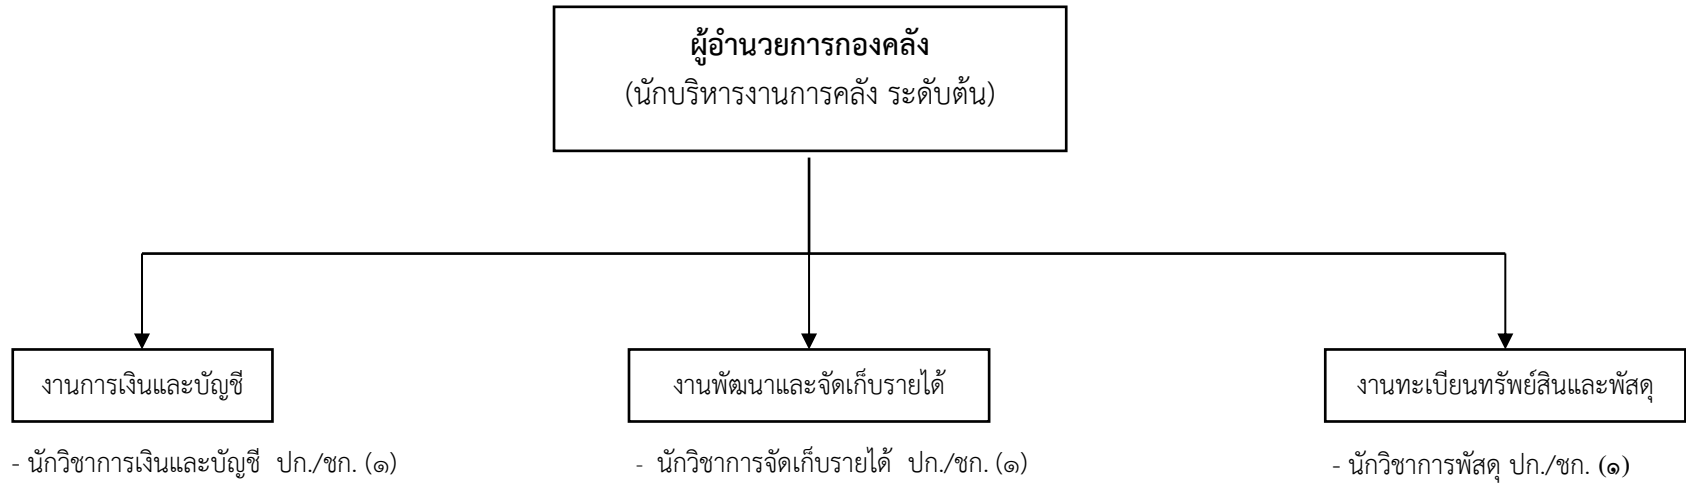 ผู้อำนวยการกองคลัง
(นักบริหารงานการคลัง ระดับต้น)
งานการเงินและบัญชี
งานพัฒนาและจัดเก็บรายได้
งานทะเบียนทรัพย์สินและพัสดุ
- นักวิชาการเงินและบัญชี ปก./ชก. (๑)
- นักวิชาการจัดเก็บรายได้ ปก./ชก. (๑)
- นักวิชาการพัสดุ ปก./ชก. (๑)